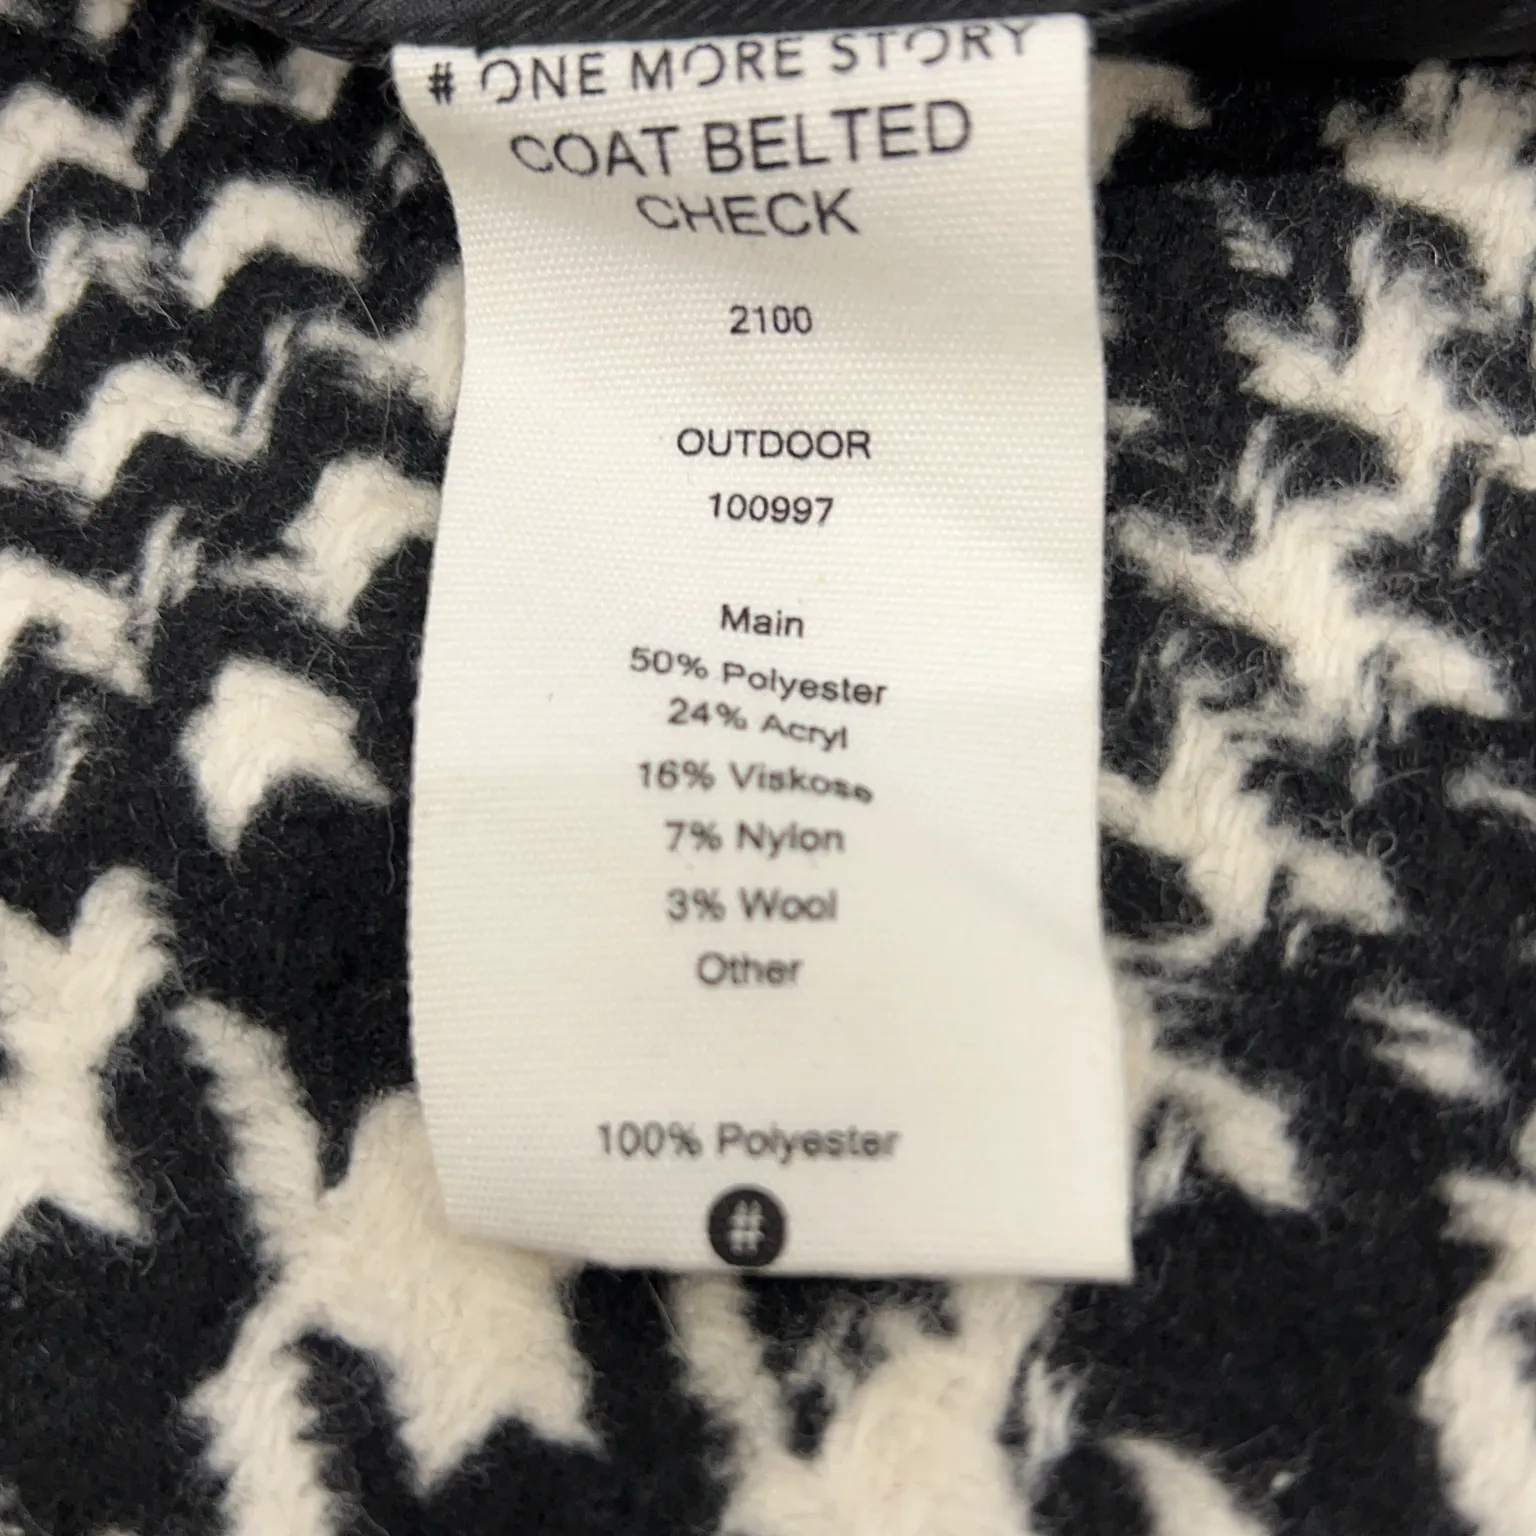 # ONE MORE STORY
COAT BELTED
CHECK
2100
OUTDOOR
100997
Main
50% Polyester
24% Acryl
16% Viskose
7% Nylon
3% Wool
Other
100% Polyester
#